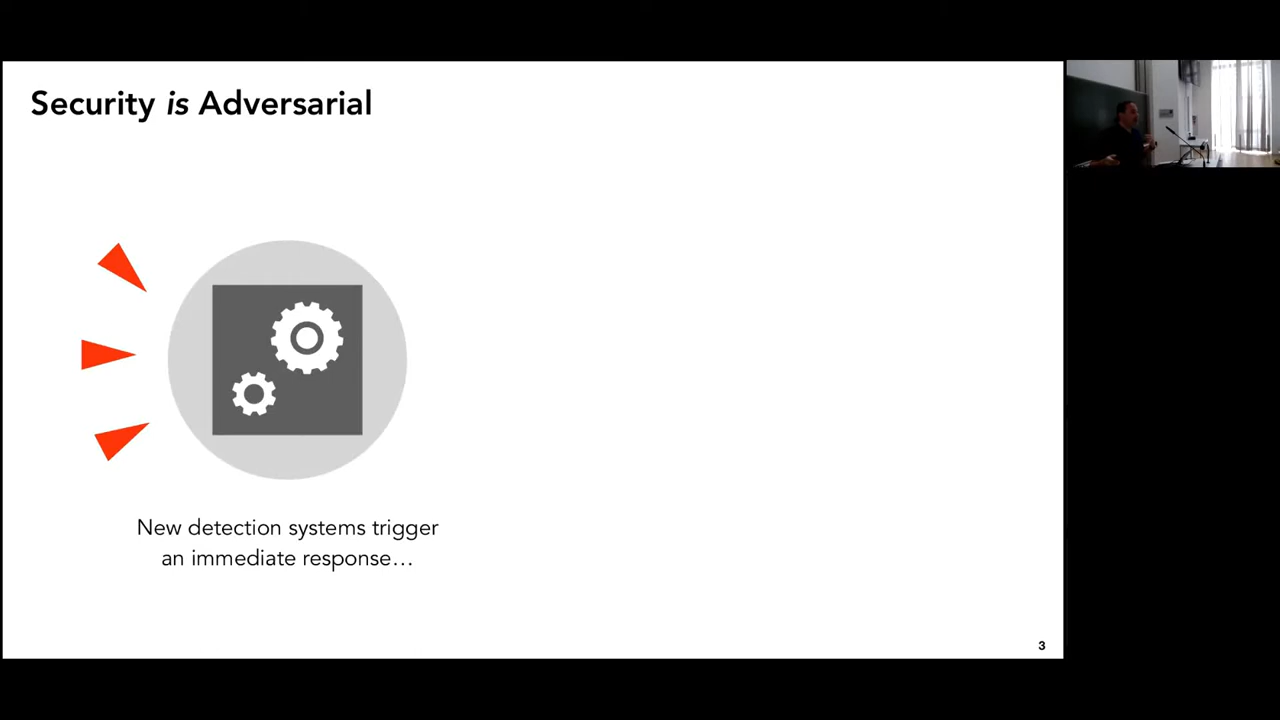 Security is Adversarial
New detection systems trigger
an immediate response…
3